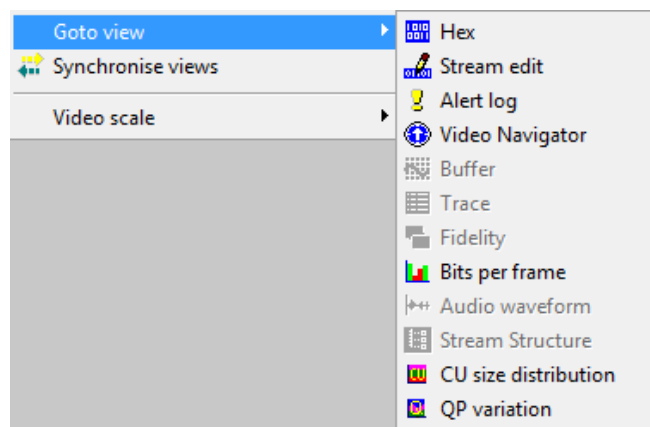 Goto view
Synchronise views
Video scale
Hex
Stream edit
Alert log
Video Navigator
Buffer
Trace
Fidelity
Bits per frame
Audio waveform
Stream Structure
CU size distribution
QP variation